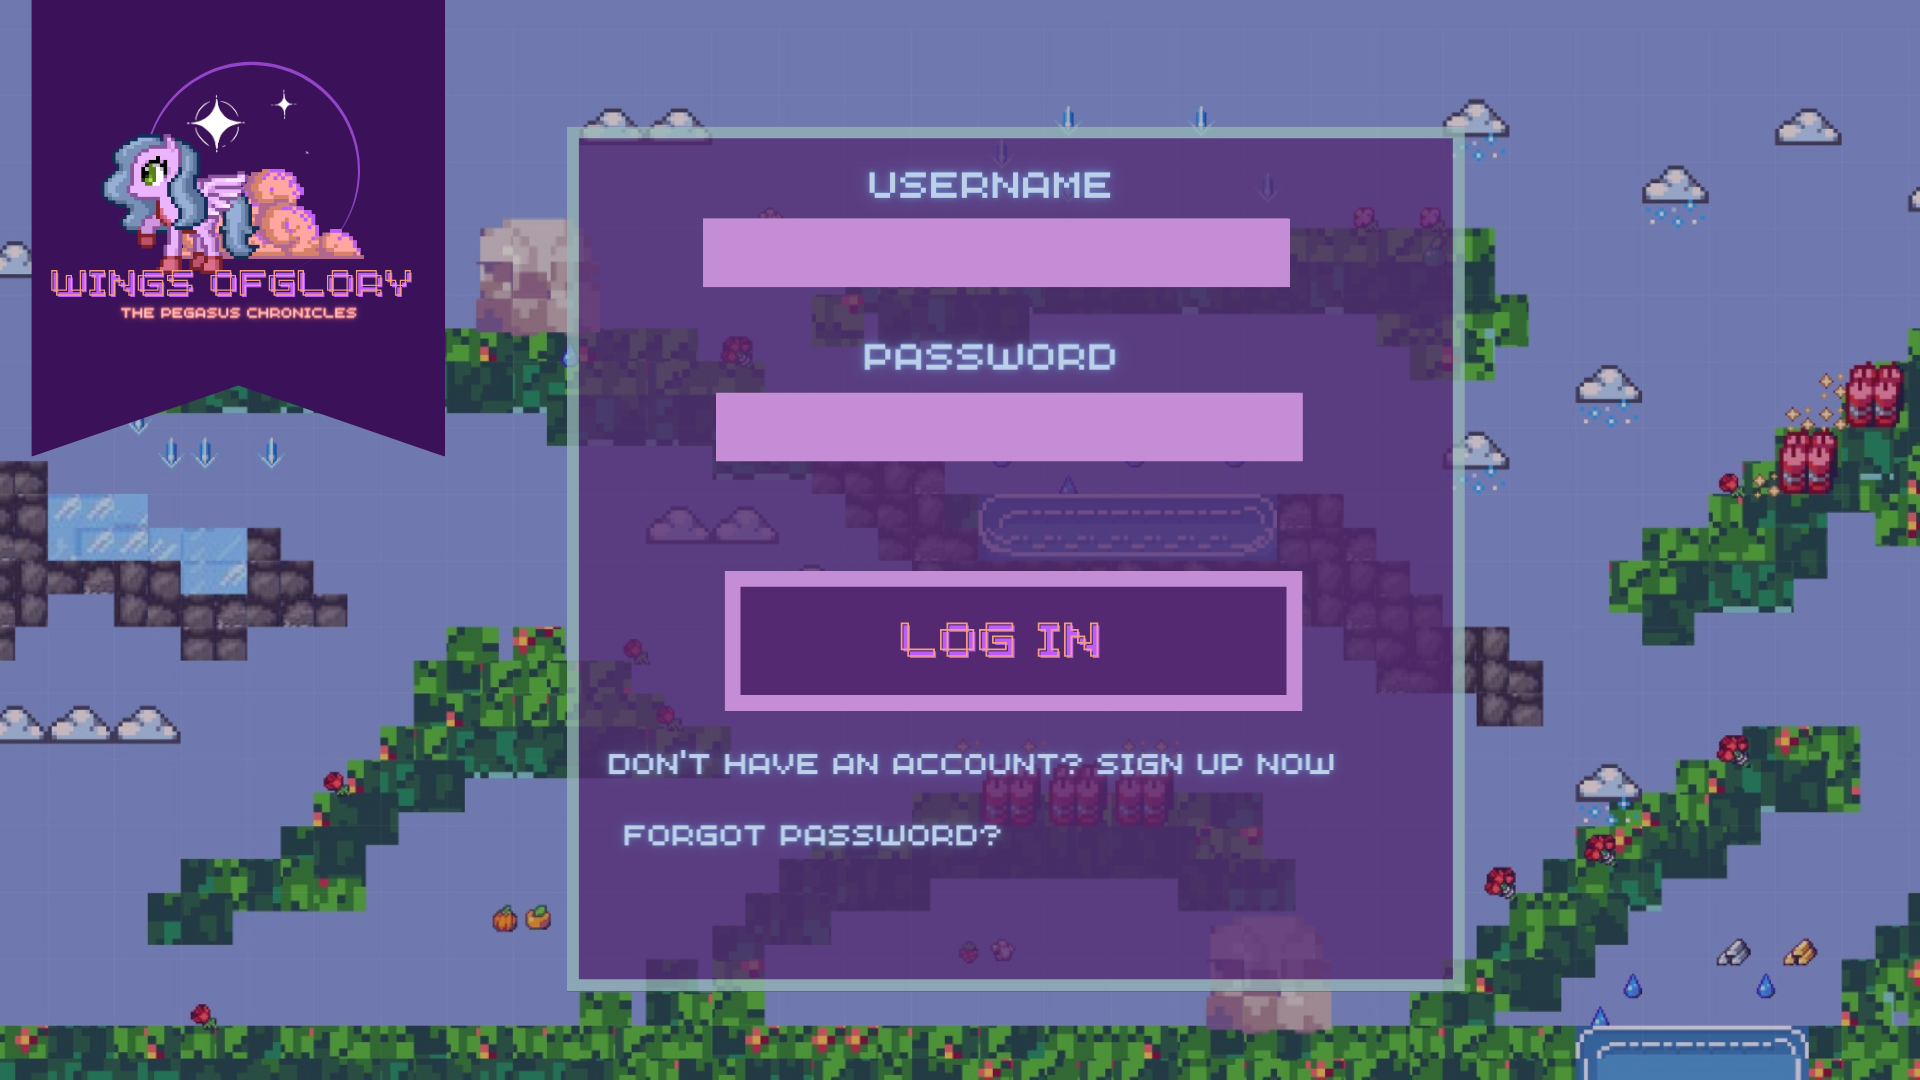 WINGS OFGLORY
THE PEGASUS CHRONICLES
USERNAME
PASSWORD
LOG IN
DON'T HAVE AN ACCOUNT? SIGN UP NOW
FORGOT PASSWORD?